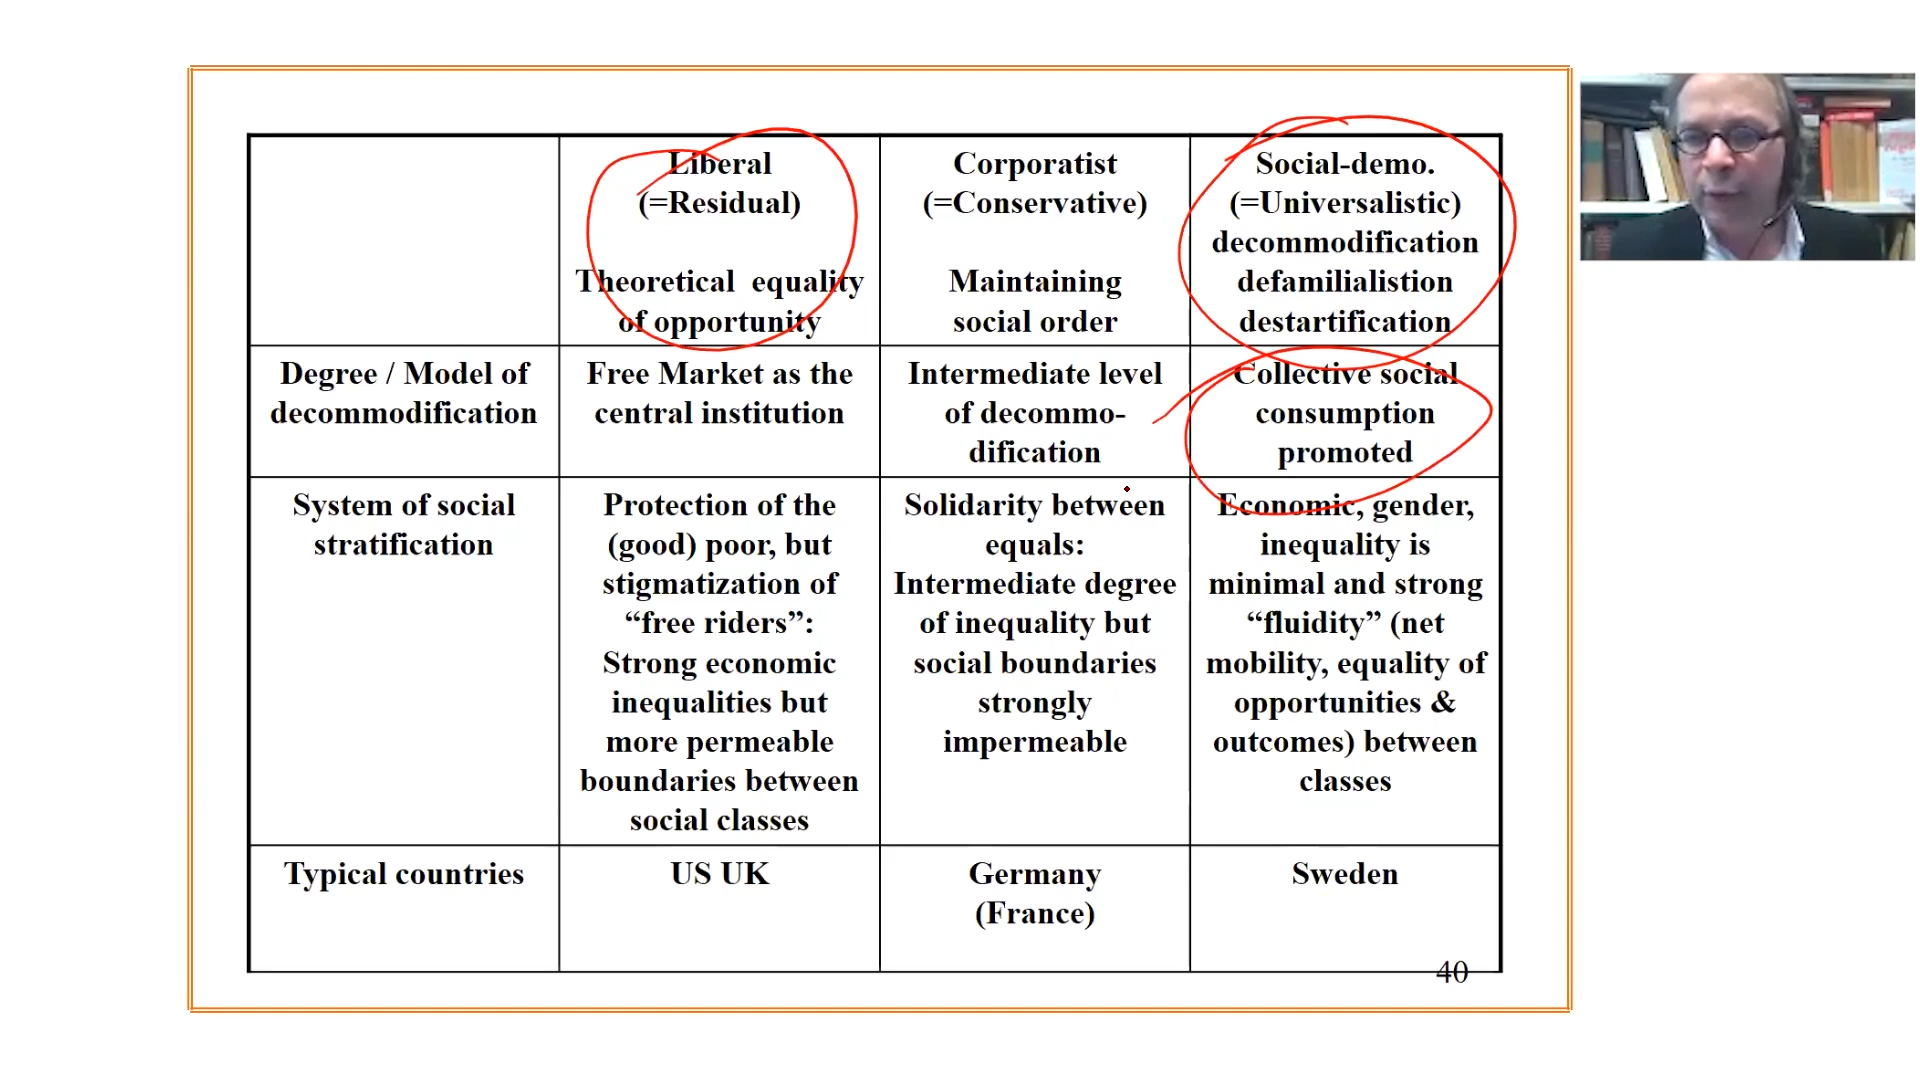 Liberal
(=Residual)
Theoretical equality
of opportunity
Corporatist
(=Conservative)
Maintaining
social order
Social-demo.
(=Universalistic)
decommodification
defamilialistion
destartification
Degree / Model of
decommodification
Free Market as the
central institution
Intermediate level
of decommo-
dification
Collective social
consumption
promoted
System of social
stratification
Protection of the
(good) poor, but
stigmatization of
“free riders”:
Strong economic
inequalities but
more permeable
boundaries between
social classes
Solidarity between
equals:
Intermediate degree
of inequality but
social boundaries
strongly
impermeable
Economic, gender,
inequality is
minimal and strong
“fluidity” (net
mobility, equality of
opportunities &
outcomes) between
classes
Typical countries
US UK
Germany
(France)
Sweden
40